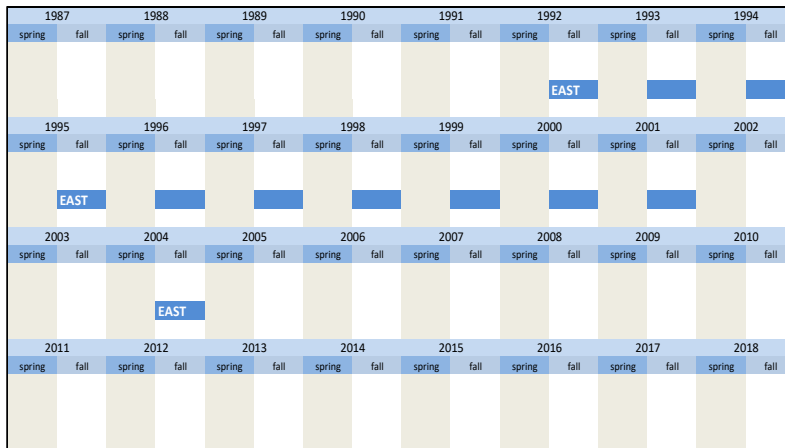 1987 1988 1989 1990 1991 1992 1993 1994
spring fall spring fall spring fall spring fall spring fall spring fall spring fall spring fall
EAST
1995 1996 1997 1998 1999 2000 2001 2002
spring fall spring fall spring fall spring fall spring fall spring fall spring fall spring fall
EAST
2003 2004 2005 2006 2007 2008 2009 2010
spring fall spring fall spring fall spring fall spring fall spring fall spring fall spring fall
EAST
2011 2012 2013 2014 2015 2016 2017 2018
spring fall spring fall spring fall spring fall spring fall spring fall spring fall spring fall